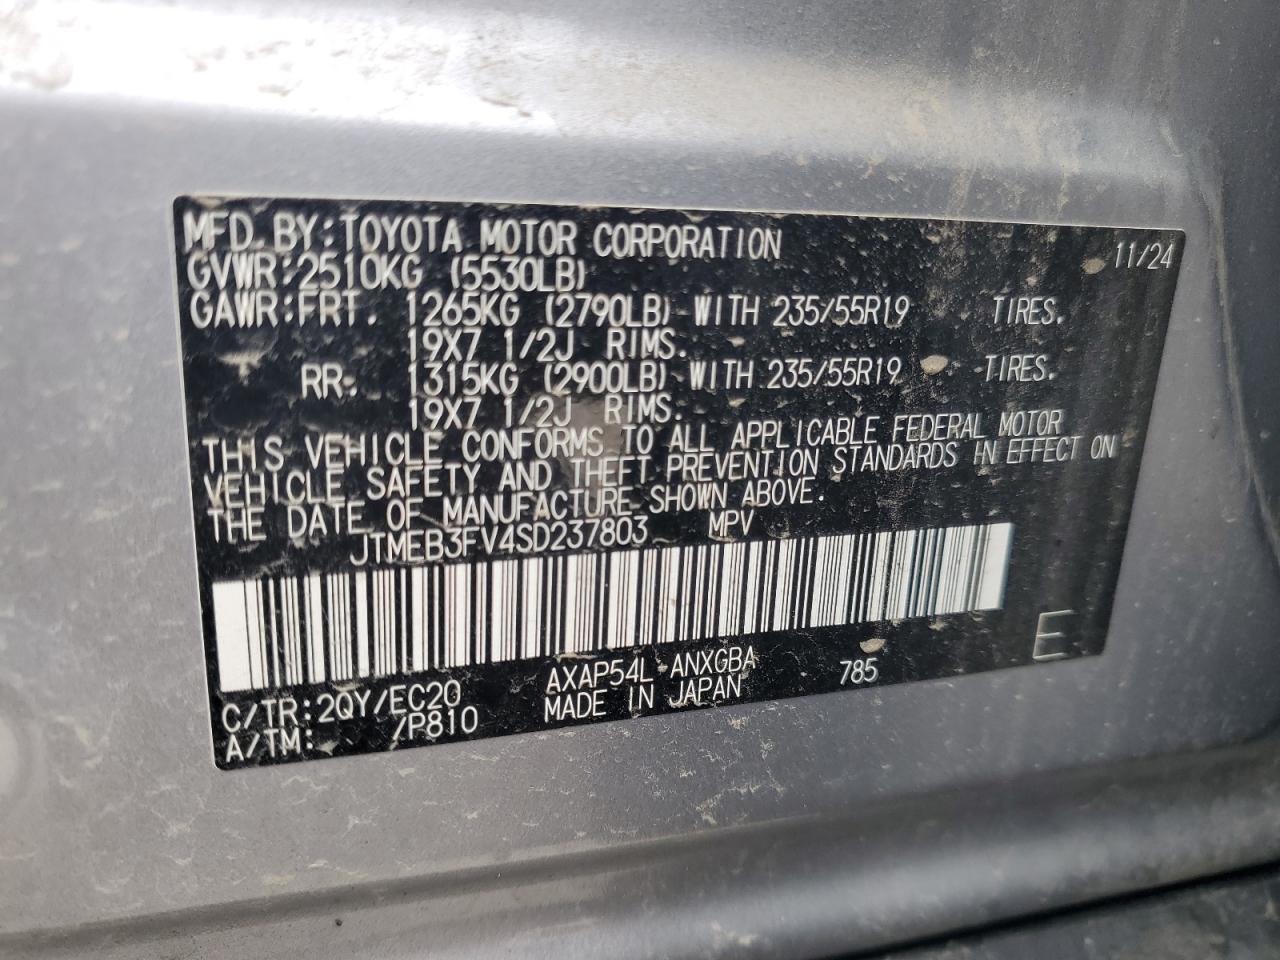 MFD. BY: TOYOTA MOTOR CORPORATION 11/24
GVWR: 2510KG (5530LB)
GAWR: FRT. 1265KG (2790LB) WITH 235/55R19 TIRES.
19X7 1/2J RIMS.
RR. 1315KG (2900LB) WITH 235/55R19 TIRES.
19X7 1/2J RIMS.
THIS VEHICLE CONFORMS TO ALL APPLICABLE FEDERAL MOTOR
VEHICLE SAFETY AND THEFT PREVENTION STANDARDS IN EFFECT ON
THE DATE OF MANUFACTURE SHOWN ABOVE.
JTMEB3FV4SD237803 MPV
C/TR: 2QY/EC20 AXAP54L-ANXGBA 785 E
A/TM: /P810 MADE IN JAPAN